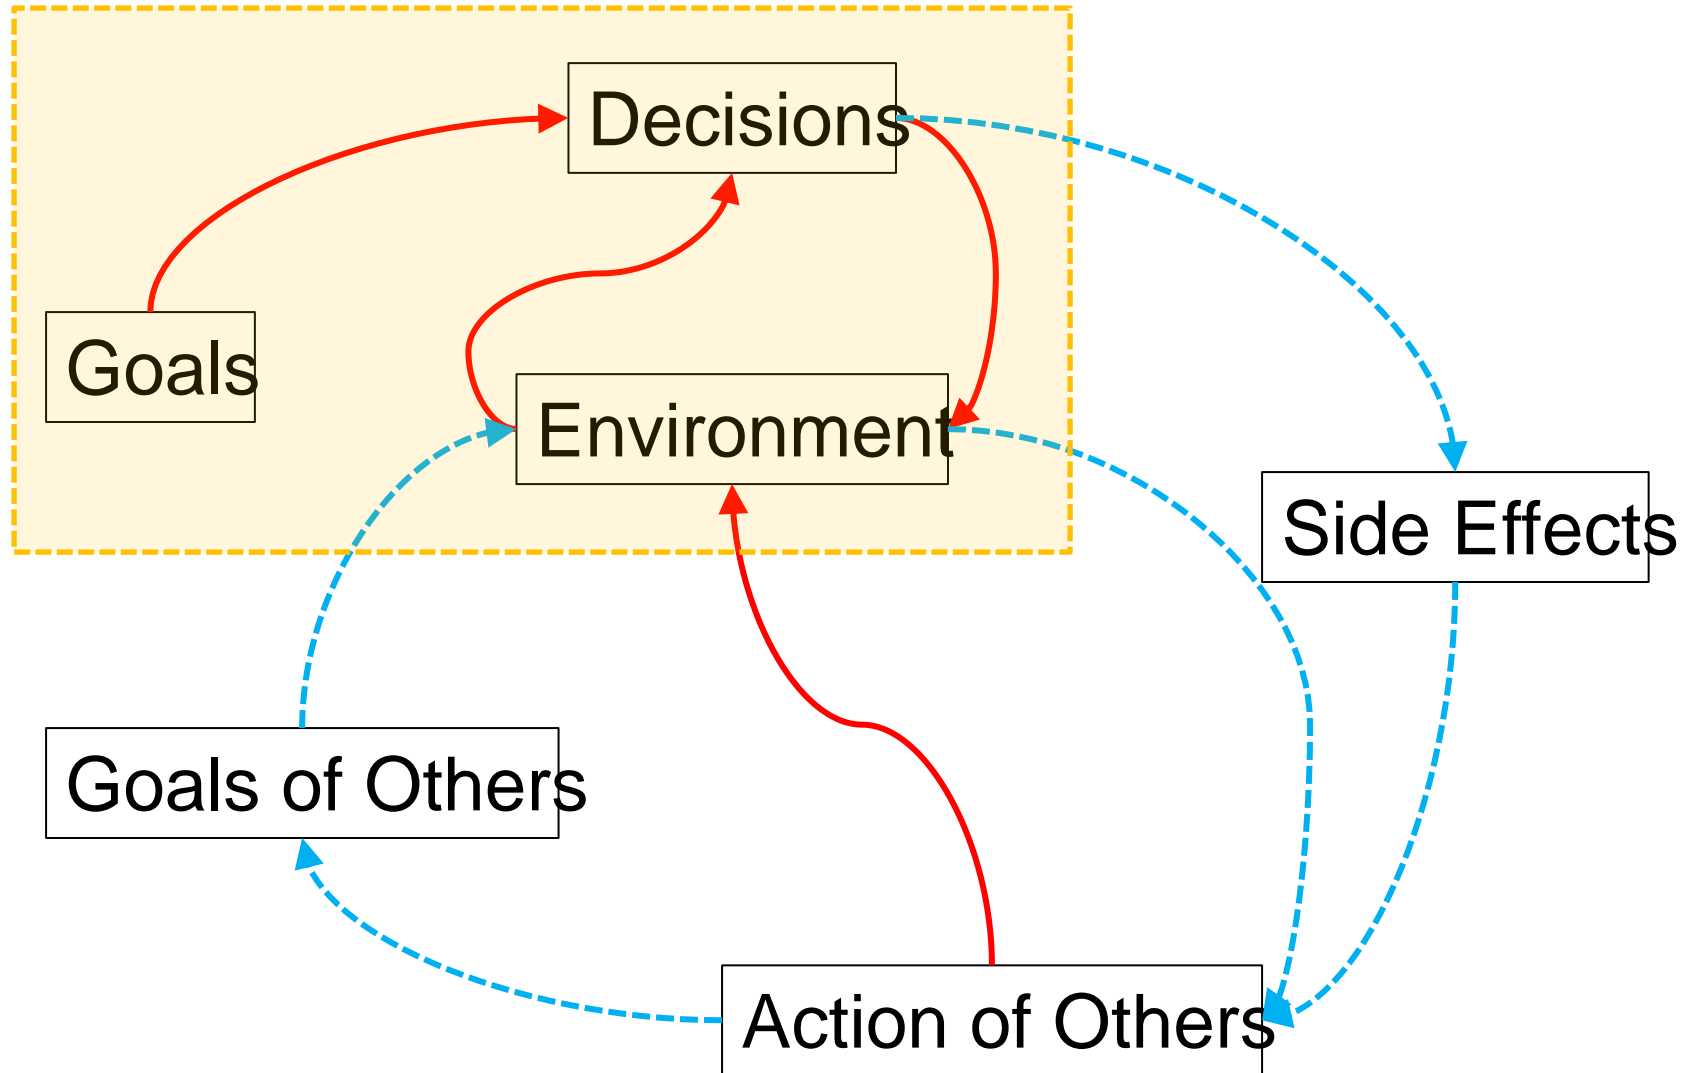 Decisions
Goals
Environment
Side Effects
Goals of Others
Action of Others